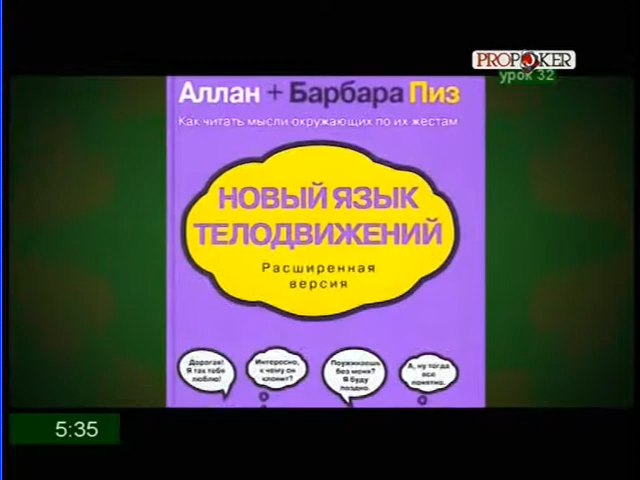 PROPOKER
урок 32
Аллан + Барбара Пиз
Как читать мысли окружающих по их жестам
НОВЫЙ ЯЗЫК
ТЕЛОДВИЖЕНИЙ
Расширенная
версия
Дорогая!
Я так тебя
люблю!
Интересно,
к чему он
клонит?
Поужинаешь
без меня?
Я буду
поздно.
А, ну тогда
все
понятно.
5:35